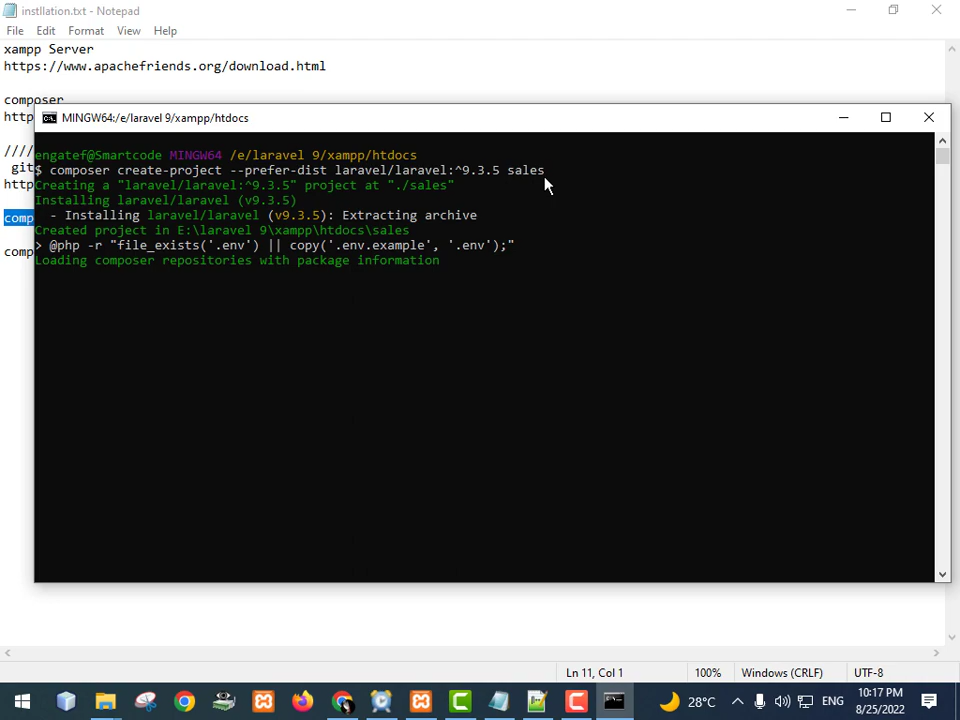 instllation.txt - Notepad
File Edit Format View Help
xampp Server
https://www.apachefriends.org/download.html
composer
http
////
git
http
comp
comp
MINGW64:/e/laravel 9/xampp/htdocs
engatef@Smartcode MINGW64 /e/laravel 9/xampp/htdocs
$ composer create-project --prefer-dist laravel/laravel:^9.3.5 sales
Creating a "laravel/laravel:^9.3.5" project at "./sales"
Installing laravel/laravel (v9.3.5)
- Installing laravel/laravel (v9.3.5): Extracting archive
Created project in E:\laravel 9\xampp\htdocs\sales
> @php -r "file_exists('.env') || copy('.env.example', '.env');"
Loading composer repositories with package information
Ln 11, Col 1 100% Windows (CRLF) UTF-8
28°C ENG 10:17 PM
8/25/2022